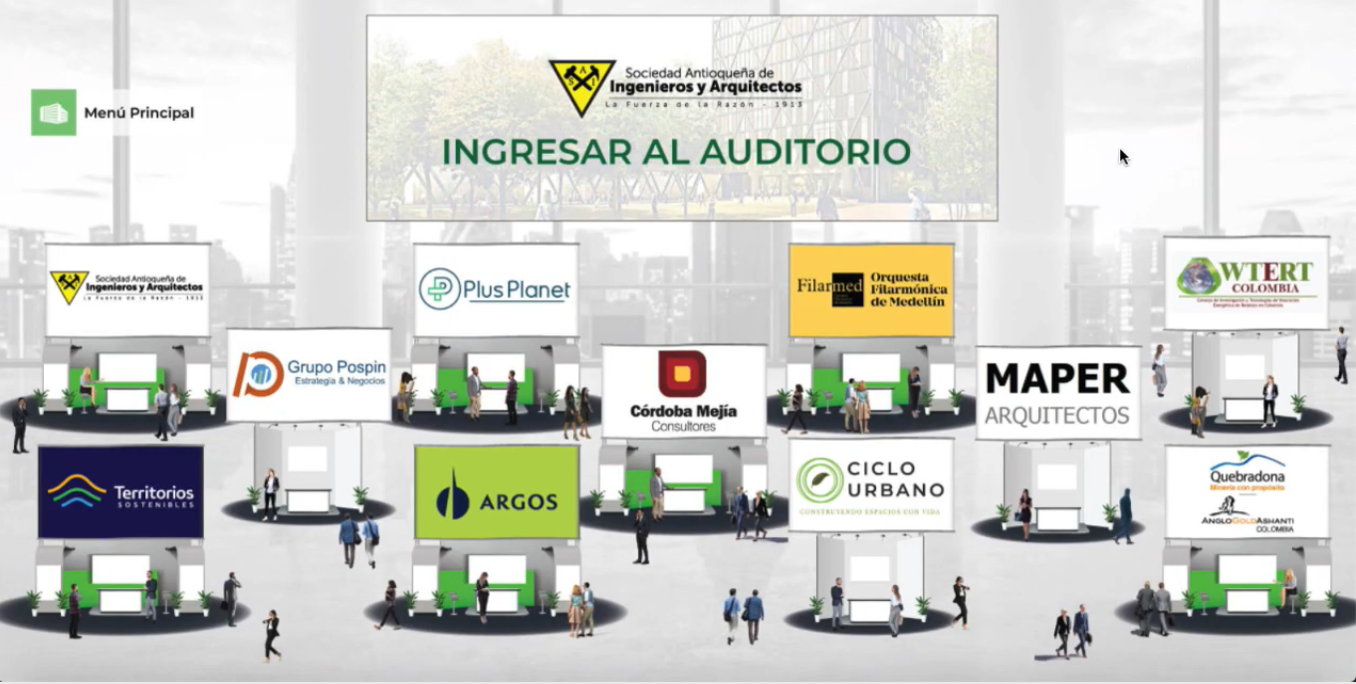 Sociedad Antioqueña de
Ingenieros y Arquitectos
La Fuerza de la Razón - 1913
INGRESAR AL AUDITORIO
Menú Principal
Sociedad Antioqueña de
Ingenieros y Arquitectos
La Fuerza de la Razón - 1913
Plus Planet
Filarmed
Orquesta
Filarmónica
de Medellín
WTERT
COLOMBIA
Grupo Pospin
Estrategia & Negocios
Córdoba Mejía
Consultores
MAPER
ARQUITECTOS
Territorios
SOSTENIBLES
ARGOS
CICLO
URBANO
CONSTRUYENDO ESPACIOS CON VIDA
Quebradona
Minería con propósito
ANGLOGOLDASHANTI
COLOMBIA